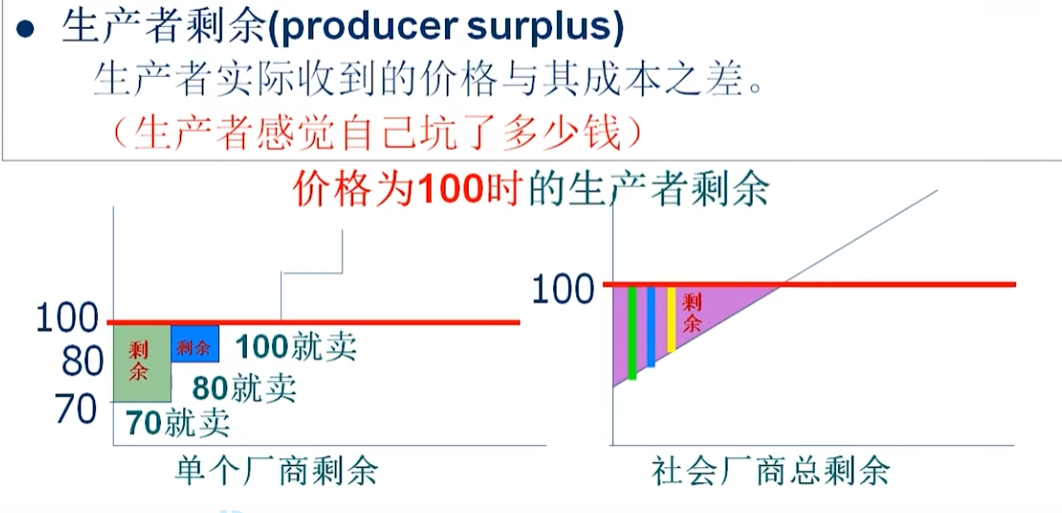 ● 生产者剩余(producer surplus)
生产者实际收到的价格与其成本之差。
（生产者感觉自己坑了多少钱）
价格为100时的生产者剩余
100
80
70
剩余
剩余
100就卖
80就卖
70就卖
单个厂商剩余
100
剩余
社会厂商总剩余